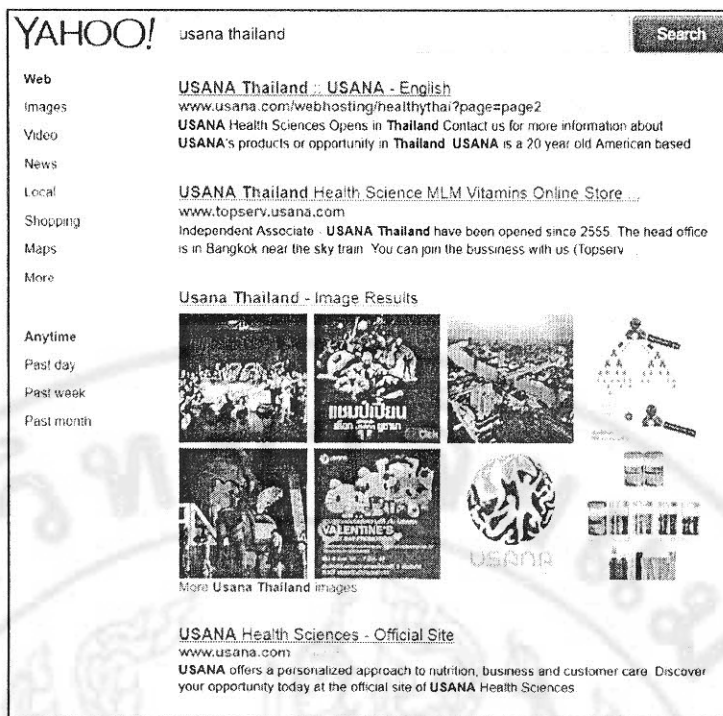 YAHOO!
usana thailand
Search
Web
Images
Video
News
Local
Shopping
Maps
More
Anytime
Past day
Past week
Past month
USANA Thailand :: USANA - English
www.usana.com/webhosting/healthythai?page=page2
USANA Health Sciences Opens in Thailand Contact us for more information about
USANA's products or opportunity in Thailand. USANA is a 20 year old American based
USANA Thailand Health Science MLM Vitamins Online Store ...
www.topserv.usana.com
Independent Associate - USANA Thailand have been opened since 2555. The head office
is in Bangkok near the sky train. You can join the bussiness with us (Topserv
Usana Thailand - Image Results
แชมป์เปี้ยน
VALENTINE'S
USANA
More Usana Thailand images
USANA Health Sciences - Official Site
www.usana.com
USANA offers a personalized approach to nutrition, business and customer care. Discover
your opportunity today at the official site of USANA Health Sciences.